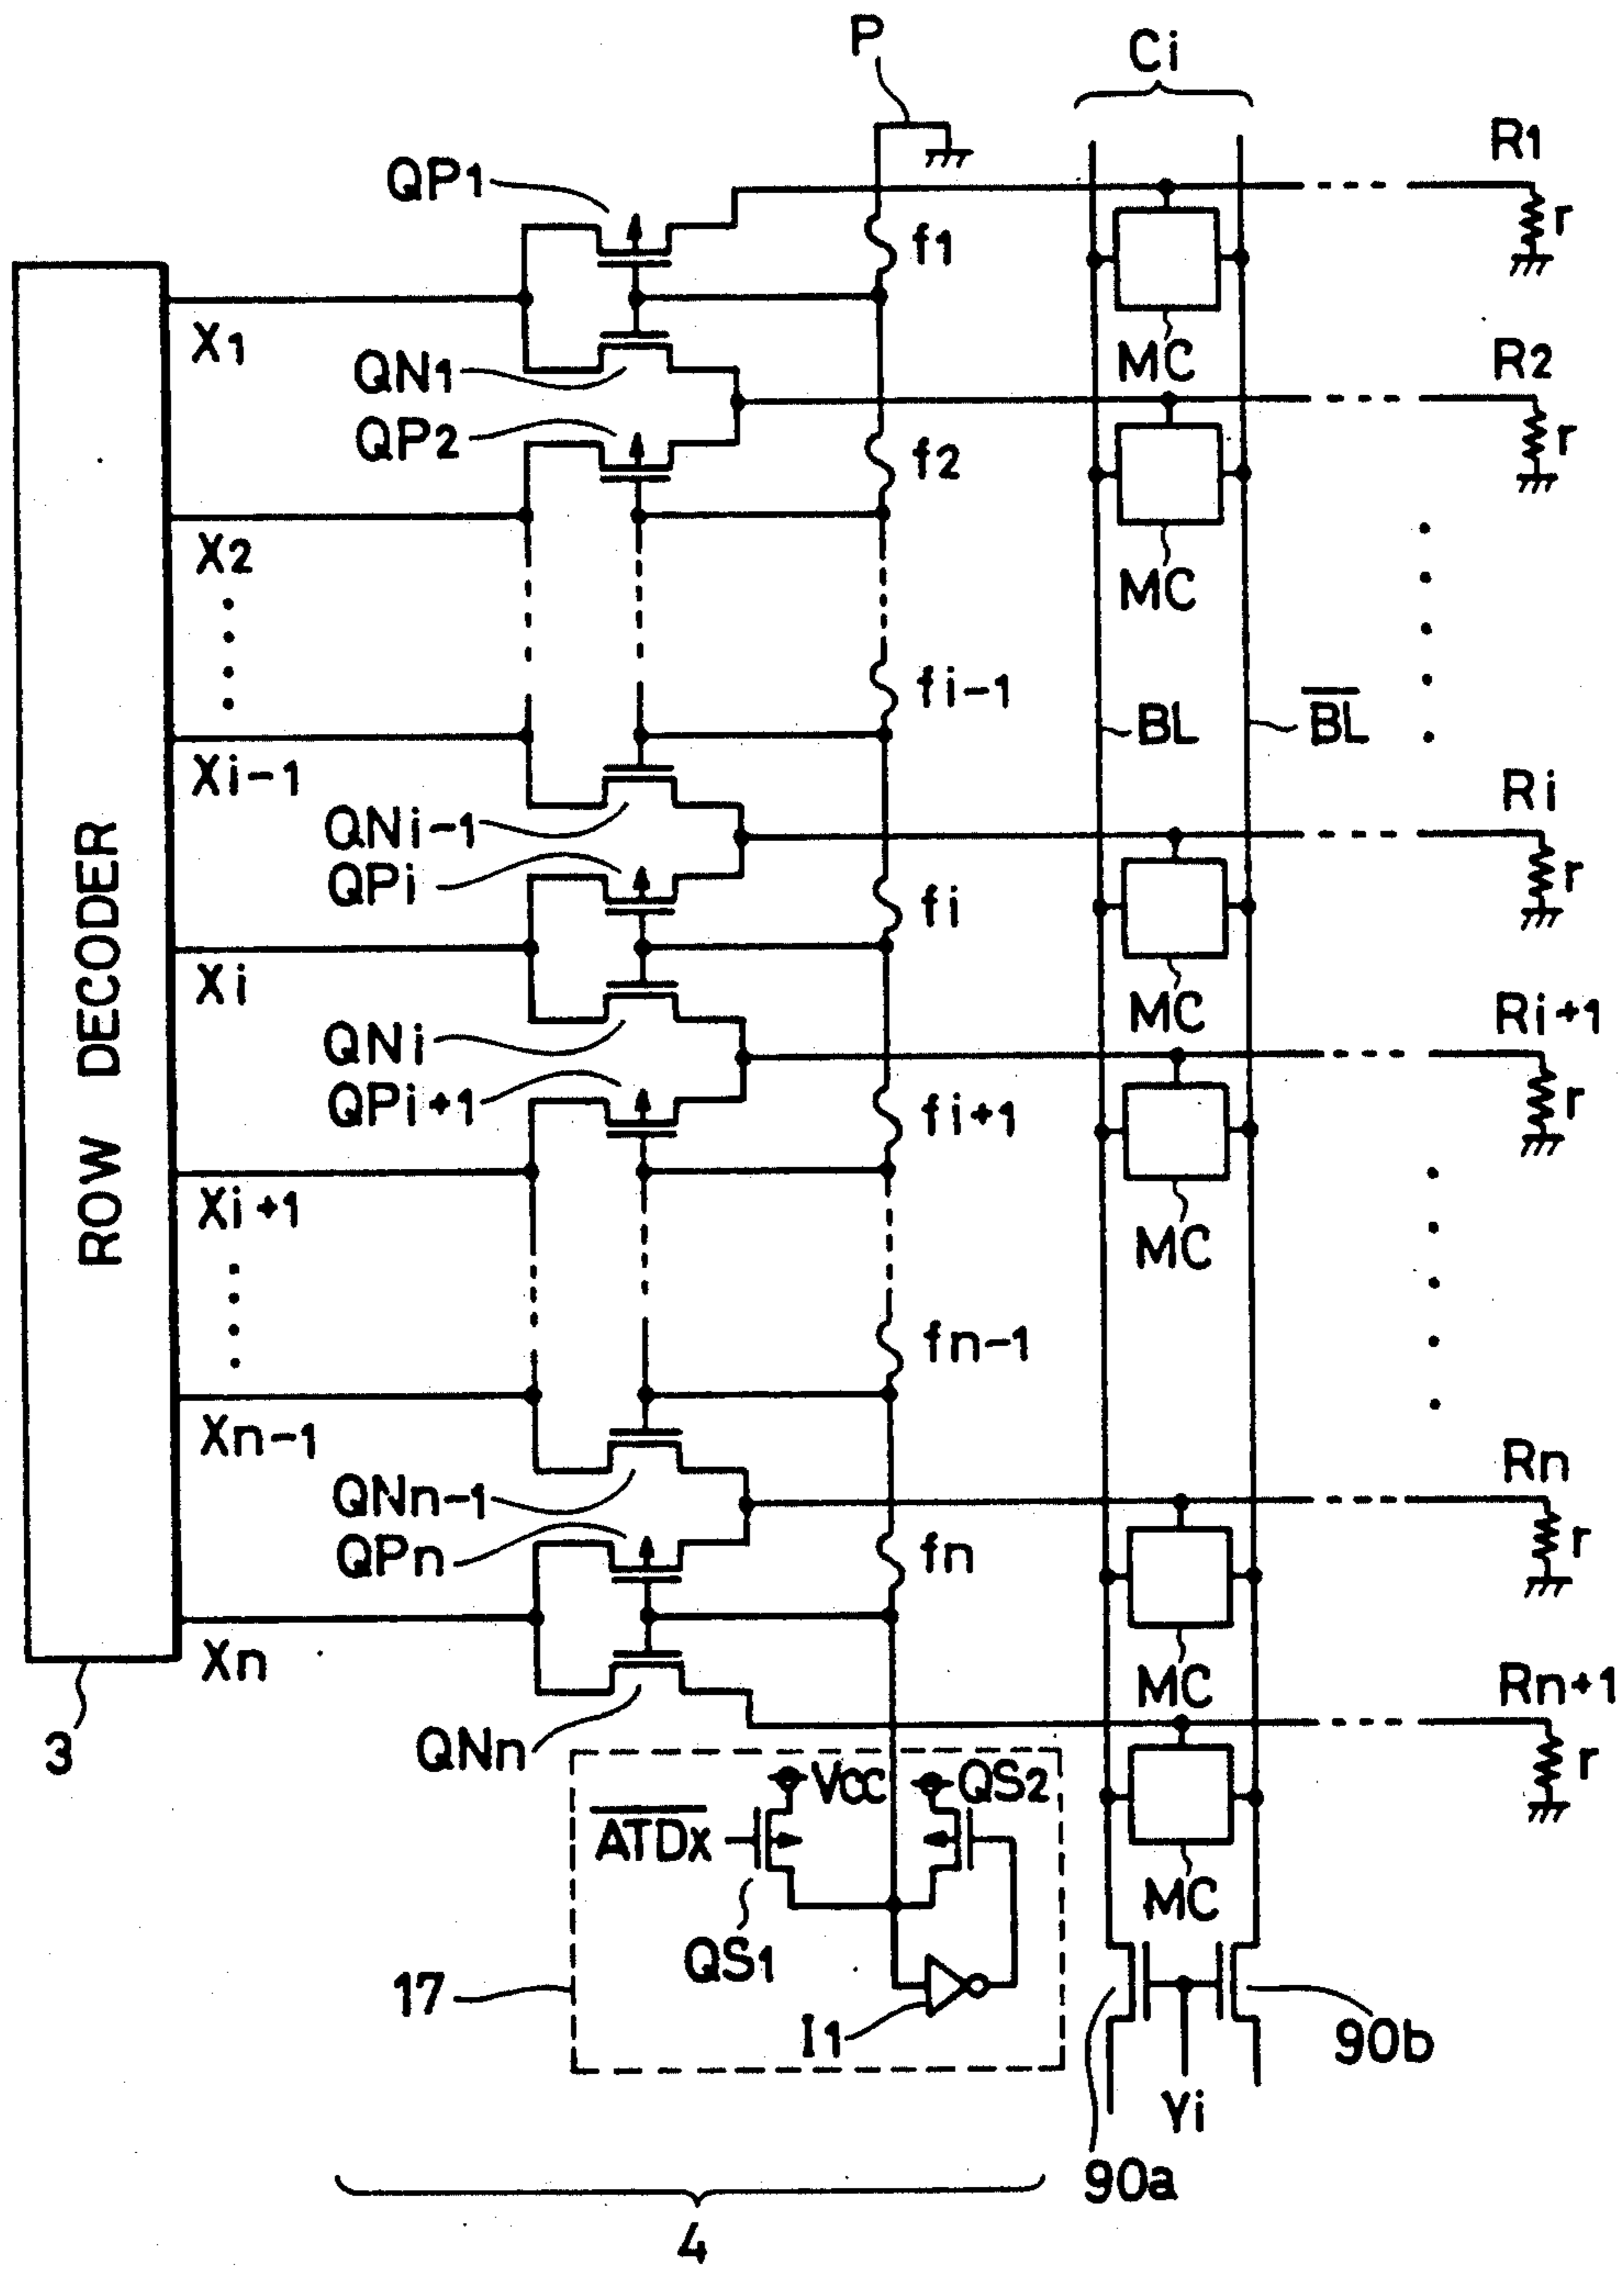 P
Ci
R1
QP1
r
f1
X1
MC
R2
QN1
QP2
f2
r
X2
MC
fi-1
BL
B̅L̅
Xi-1
Ri
QNi-1
QPi
fi
r
Xi
MC
Ri+1
QNi
QPi+1
fi+1
r
ROW DECODER
Xi+1
MC
fn-1
Xn-1
Rn
QNn-1
QPn
fn
r
Xn
MC
Rn+1
3
QNn
VCC
QS2
r
A̅T̅D̅x̅
MC
QS1
17
I1
90b
Yi
90a
4